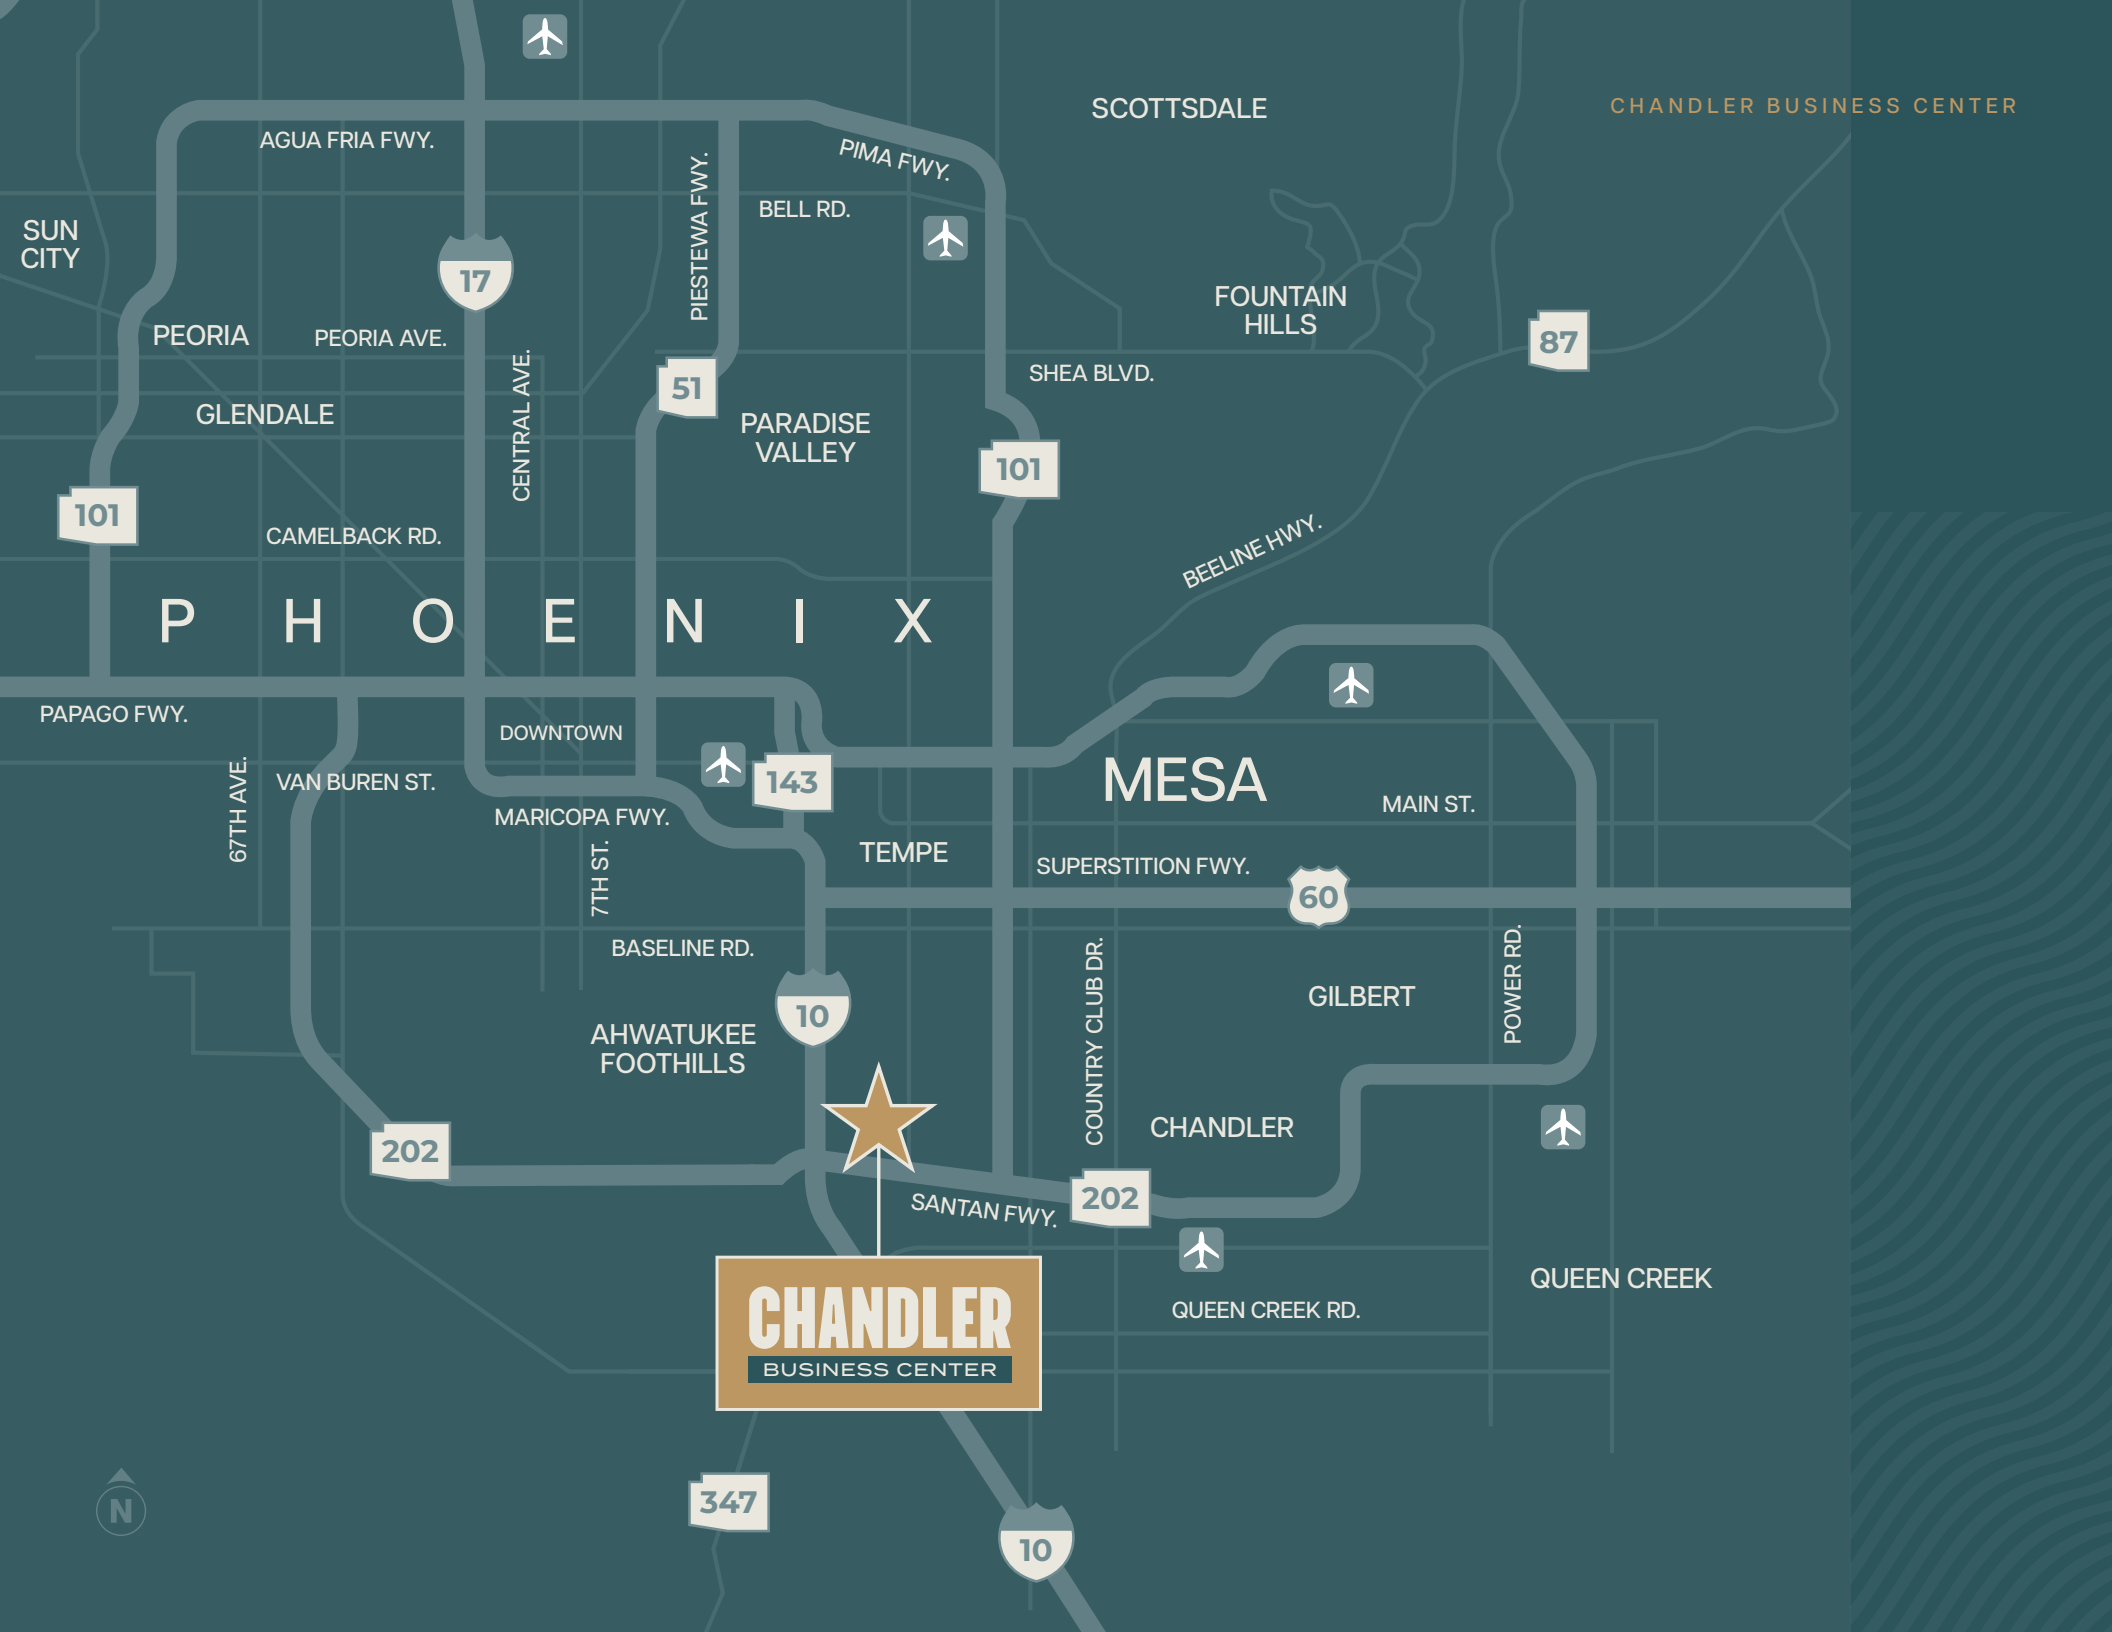 SCOTTSDALE
CHANDLER BUSINESS CENTER
AGUA FRIA FWY.
PIMA FWY.
PIESTEWA FWY.
BELL RD.
SUN
CITY
17
FOUNTAIN
HILLS
PEORIA
PEORIA AVE.
87
CENTRAL AVE.
SHEA BLVD.
51
GLENDALE
PARADISE
VALLEY
101
101
CAMELBACK RD.
BEELINE HWY.
PHOENIX
PAPAGO FWY.
DOWNTOWN
67TH AVE.
VAN BUREN ST.
143
MESA
MAIN ST.
MARICOPA FWY.
7TH ST.
TEMPE
SUPERSTITION FWY.
60
BASELINE RD.
COUNTRY CLUB DR.
POWER RD.
GILBERT
10
AHWATUKEE
FOOTHILLS
CHANDLER
202
202
SANTAN FWY.
QUEEN CREEK
QUEEN CREEK RD.
CHANDLER
BUSINESS CENTER
347
N
10